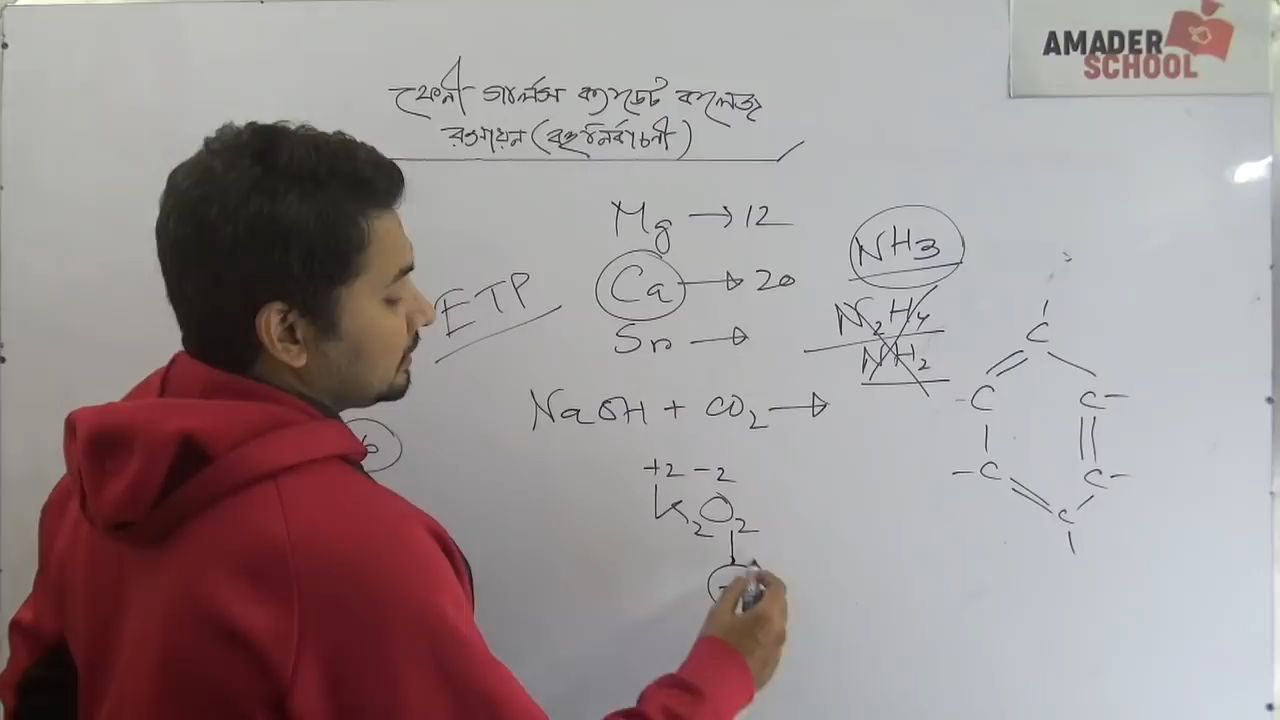 AMADER
SCHOOL
ফেনী গার্লস ক্যাডেট কলেজ
রসায়ন (বহুনির্বাচনী)
Mg → 12
Ca → 20
Sn →
ETP
NH3
N2H4
NH2
NaOH + CO2 →
+2 -2
K2O2
C
C C
C C
C